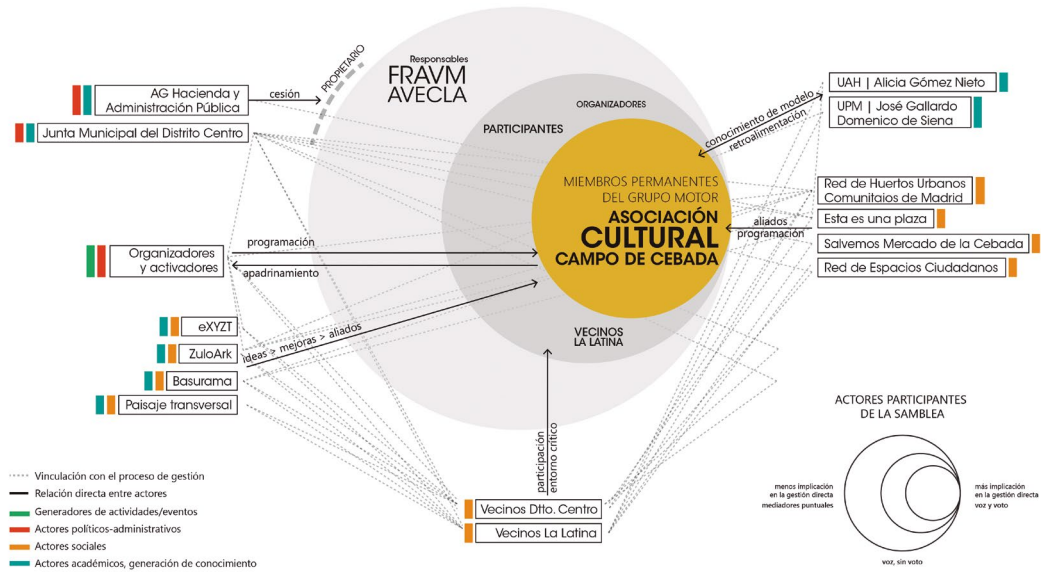 PROPIETARIO
Responsables
FRAVM
AVECLA
ORGANIZADORES
PARTICIPANTES
MIEMBROS PERMANENTES
DEL GRUPO MOTOR
ASOCIACIÓN
CULTURAL
CAMPO DE CEBADA
VECINOS
LA LATINA
AG Hacienda y
Administración Pública
cesión
Junta Municipal del Distrito Centro
Organizadores
y activadores
programación
apadrinamiento
eXYZT
ZuloArk
Basurama
Paisaje transversal
ideas > mejoras > aliados
participación
entorno crítico
Vecinos Dtto. Centro
Vecinos La Latina
UAH | Alicia Gómez Nieto
UPM | José Gallardo
Domenico de Siena
conocimiento de modelo
retroalimentación
Red de Huertos Urbanos
Comunitaios de Madrid
Esta es una plaza
aliados
programación
Salvemos Mercado de la Cebada
Red de Espacios Ciudadanos
Vinculación con el proceso de gestión
Relación directa entre actores
Generadores de actividades/eventos
Actores políticos-administrativos
Actores sociales
Actores académicos, generación de conocimiento
ACTORES PARTICIPANTES
DE LA SAMBLEA
menos implicación
en la gestión directa
mediadores puntuales
más implicación
en la gestión directa
voz y voto
voz, sin voto